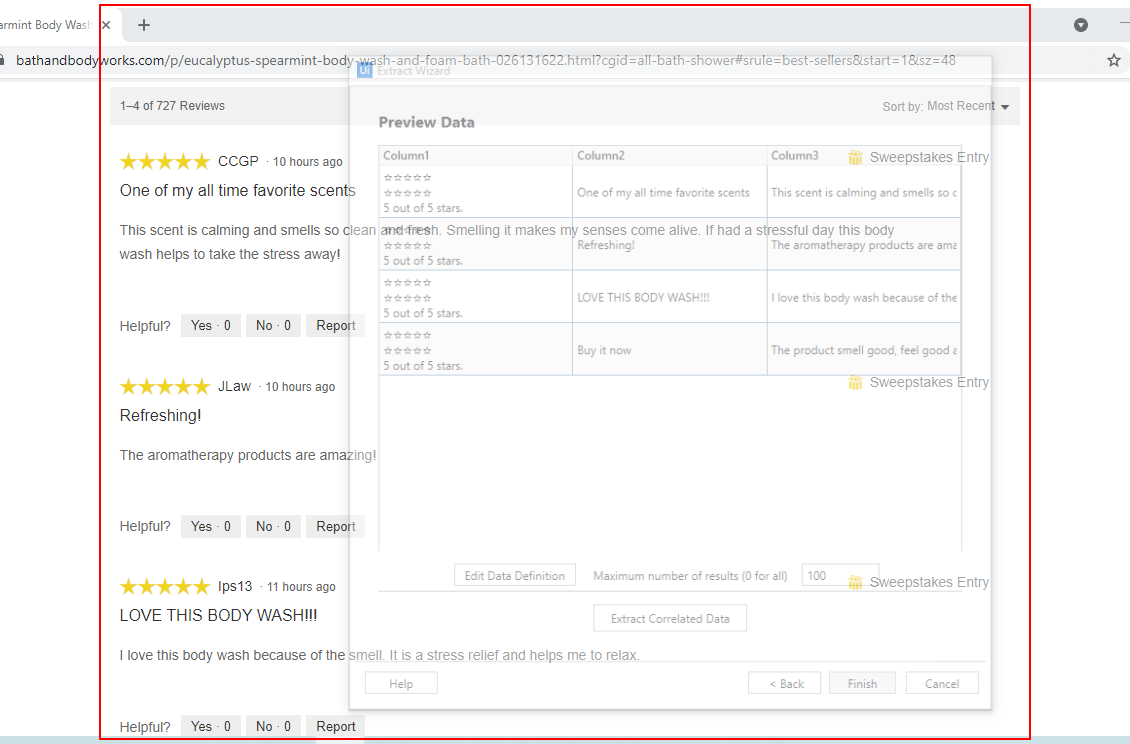 armint Body Wash
bathandbodyworks.com/p/eucalyptus-spearmint-body-wash-and-foam-bath-026131622.html?cgid=all-bath-shower#srule=best-sellers&start=1&sz=48
Ui Extract Wizard
1–4 of 727 Reviews
Sort by: Most Recent
Preview Data
Column1 Column2 Column3
★★★★★ CCGP · 10 hours ago
Sweepstakes Entry
One of my all time favorite scents
This scent is calming and smells so clean and fresh. Smelling it makes my senses come alive. If had a stressful day this body
wash helps to take the stress away!
Helpful? Yes · 0 No · 0 Report
☆☆☆☆☆
☆☆☆☆☆
5 out of 5 stars.
One of my all time favorite scents
This scent is calming and smells so c
☆☆☆☆☆
☆☆☆☆☆
5 out of 5 stars.
Refreshing!
The aromatherapy products are ama
☆☆☆☆☆
☆☆☆☆☆
5 out of 5 stars.
LOVE THIS BODY WASH!!!
I love this body wash because of the
☆☆☆☆☆
☆☆☆☆☆
5 out of 5 stars.
Buy it now
The product smell good, feel good a
★★★★★ JLaw · 10 hours ago
Sweepstakes Entry
Refreshing!
The aromatherapy products are amazing!
Helpful? Yes · 0 No · 0 Report
Edit Data Definition Maximum number of results (0 for all) 100
★★★★★ lps13 · 11 hours ago
Sweepstakes Entry
LOVE THIS BODY WASH!!!
Extract Correlated Data
I love this body wash because of the smell. It is a stress relief and helps me to relax.
Help < Back Finish Cancel
Helpful? Yes · 0 No · 0 Report